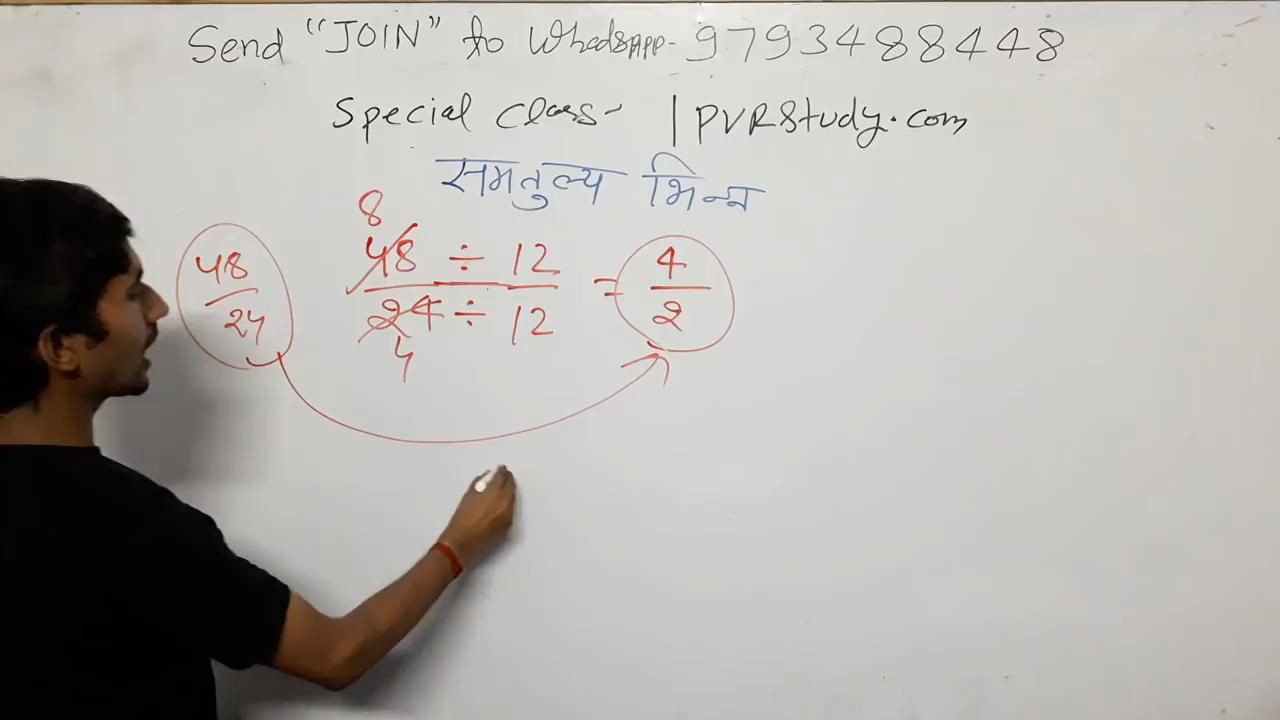 Send "JOIN" to WhatsApp- 9793488448
Special Class- 1PVRStudy.com
समतुल्य भिन्न
8
48/24 48 ÷ 12 / 24 ÷ 12 = 4/2
4